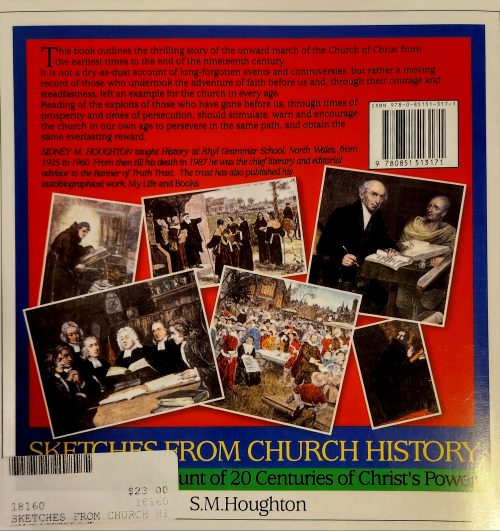 This book outlines the thrilling story of the onward march of the Church of Christ from
the earliest times to the end of the nineteenth century.
It is not a dry-as-dust account of long-forgotten events and controversies, but rather a moving
record of those who undertook the adventure of faith before us and, through their courage and
steadfastness, left an example for the church in every age.
Reading of the exploits of those who have gone before us, through times of
prosperity and times of persecution, should stimulate, warn and encourage
the church in our own age to persevere in the same path, and obtain the
same everlasting reward.
SIDNEY M. HOUGHTON taught History at Rhyl Grammar School, North Wales, from
1925 to 1960. From then till his death in 1987 he was the chief literary and editorial
advisor to the Banner of Truth Trust. The trust has also published his
autobiographical work, My Life and Books.
ISBN 978-0-85151-317-1
9 780851 513171
SKETCHES FROM CHURCH HISTORY
ount of 20 Centuries of Christ's Power
S.M.Houghton
$23 00
18160 18160
SKETCHES FROM CHURCH HI